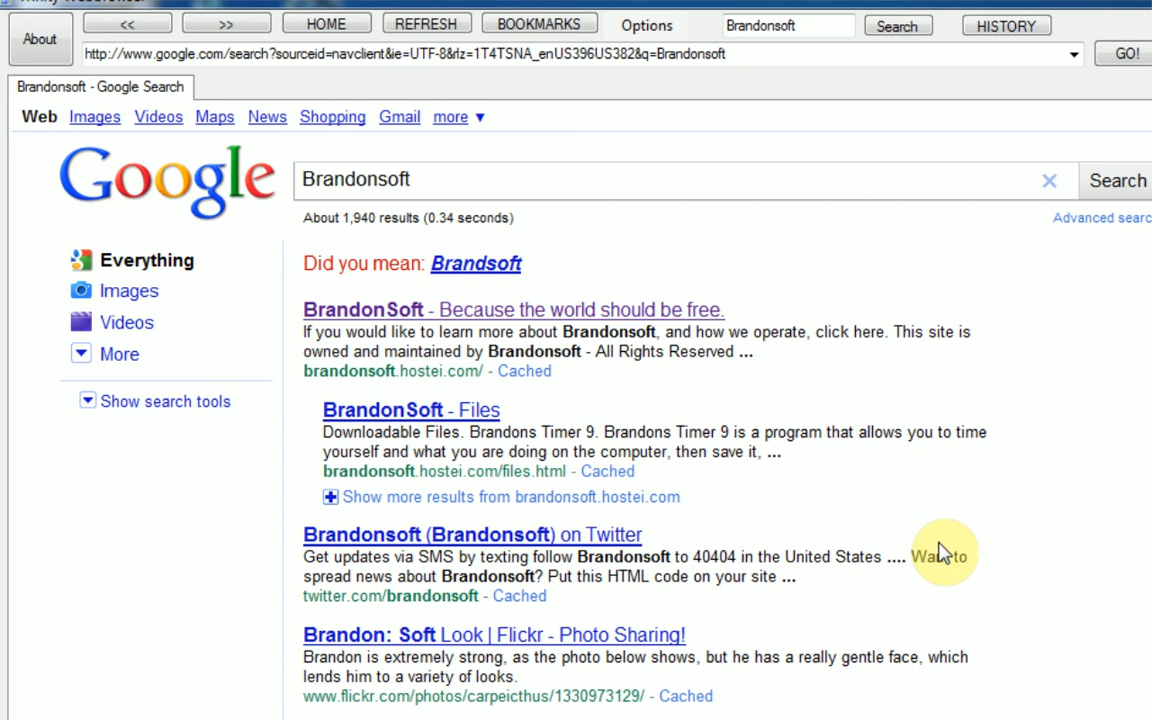 About
<<
>>
HOME
REFRESH
BOOKMARKS
Options
Brandonsoft
Search
HISTORY
http://www.google.com/search?sourceid=navclient&ie=UTF-8&rlz=1T4TSNA_enUS396US382&q=Brandonsoft
GO!
Brandonsoft - Google Search
Web Images Videos Maps News Shopping Gmail more ▼
Google
Brandonsoft
Search
About 1,940 results (0.34 seconds)
Advanced searc
Everything
Images
Videos
More
Show search tools
Did you mean: Brandsoft
BrandonSoft - Because the world should be free.
If you would like to learn more about Brandonsoft, and how we operate, click here. This site is
owned and maintained by Brandonsoft - All Rights Reserved ...
brandonsoft.hostei.com/ - Cached
BrandonSoft - Files
Downloadable Files. Brandons Timer 9. Brandons Timer 9 is a program that allows you to time
yourself and what you are doing on the computer, then save it, ...
brandonsoft.hostei.com/files.html - Cached
Show more results from brandonsoft.hostei.com
Brandonsoft (Brandonsoft) on Twitter
Get updates via SMS by texting follow Brandonsoft to 40404 in the United States .... Want to
spread news about Brandonsoft? Put this HTML code on your site ...
twitter.com/brandonsoft - Cached
Brandon: Soft Look | Flickr - Photo Sharing!
Brandon is extremely strong, as the photo below shows, but he has a really gentle face, which
lends him to a variety of looks.
www.flickr.com/photos/carpeicthus/1330973129/ - Cached